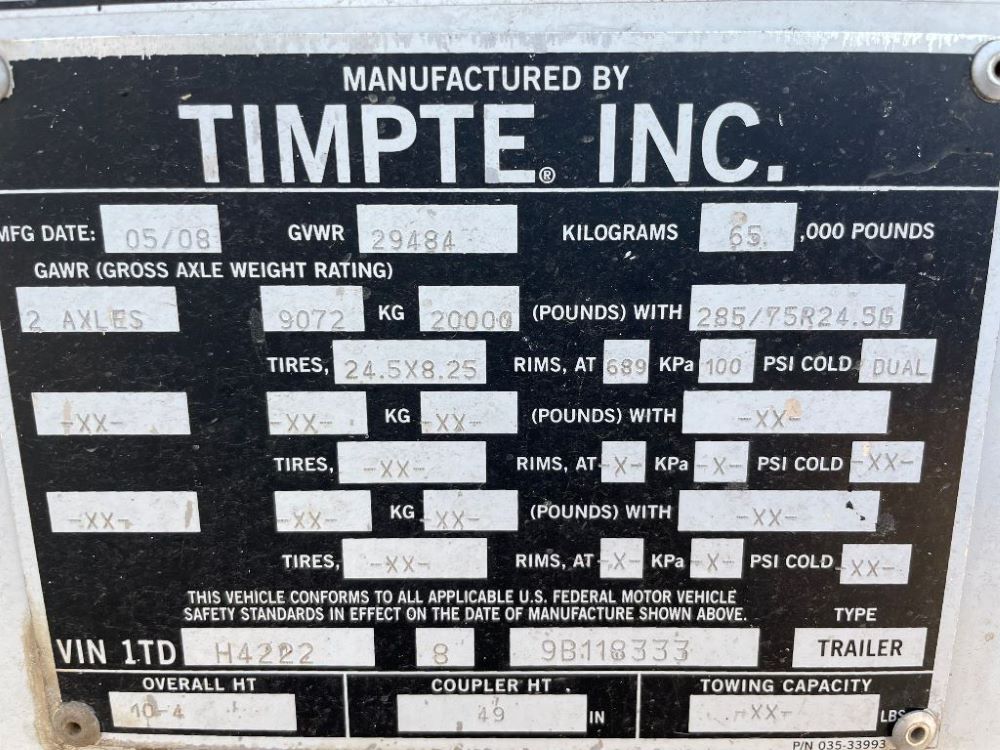 MANUFACTURED BY
TIMPTE® INC.
MFG DATE: 05/08 GVWR 29484 KILOGRAMS 65 ,000 POUNDS
GAWR (GROSS AXLE WEIGHT RATING)
2 AXLES 9072 KG 20000 (POUNDS) WITH 285/75R24.5G
TIRES, 24.5X8.25 RIMS, AT 689 KPa 100 PSI COLD DUAL
-XX- -XX- KG -XX- (POUNDS) WITH -XX-
TIRES, -XX- RIMS, AT -X- KPa -X- PSI COLD -XX-
-XX- -XX- KG -XX- (POUNDS) WITH -XX-
TIRES, -XX- RIMS, AT -X- KPa -X- PSI COLD -XX-
THIS VEHICLE CONFORMS TO ALL APPLICABLE U.S. FEDERAL MOTOR VEHICLE
SAFETY STANDARDS IN EFFECT ON THE DATE OF MANUFACTURE SHOWN ABOVE. TYPE
VIN 1TD H4222 8 9B118333 TRAILER
OVERALL HT COUPLER HT. TOWING CAPACITY
10-4 49 IN -XX- LBS
P/N 035-33993